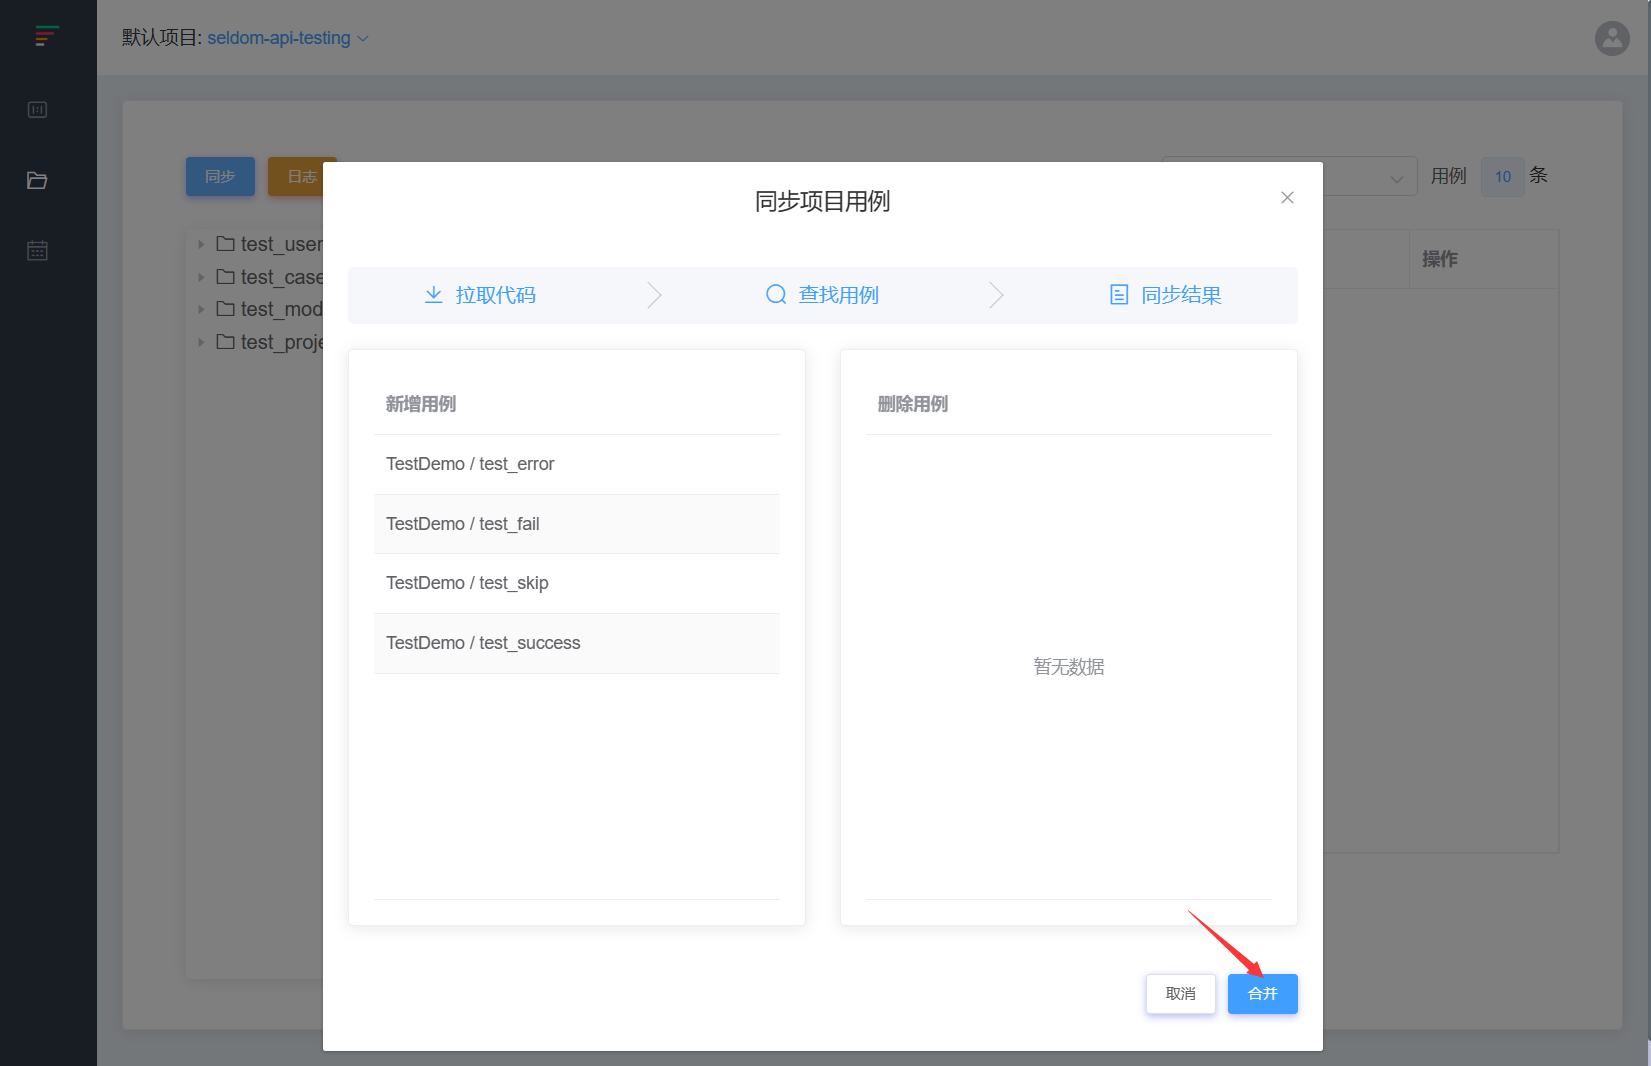 默认项目: seldom-api-testing
同步 日志
用例 10 条
test_user
test_case
test_mod
test_proje
操作
同步项目用例
拉取代码 查找用例 同步结果
新增用例
TestDemo / test_error
TestDemo / test_fail
TestDemo / test_skip
TestDemo / test_success
删除用例
暂无数据
取消 合并